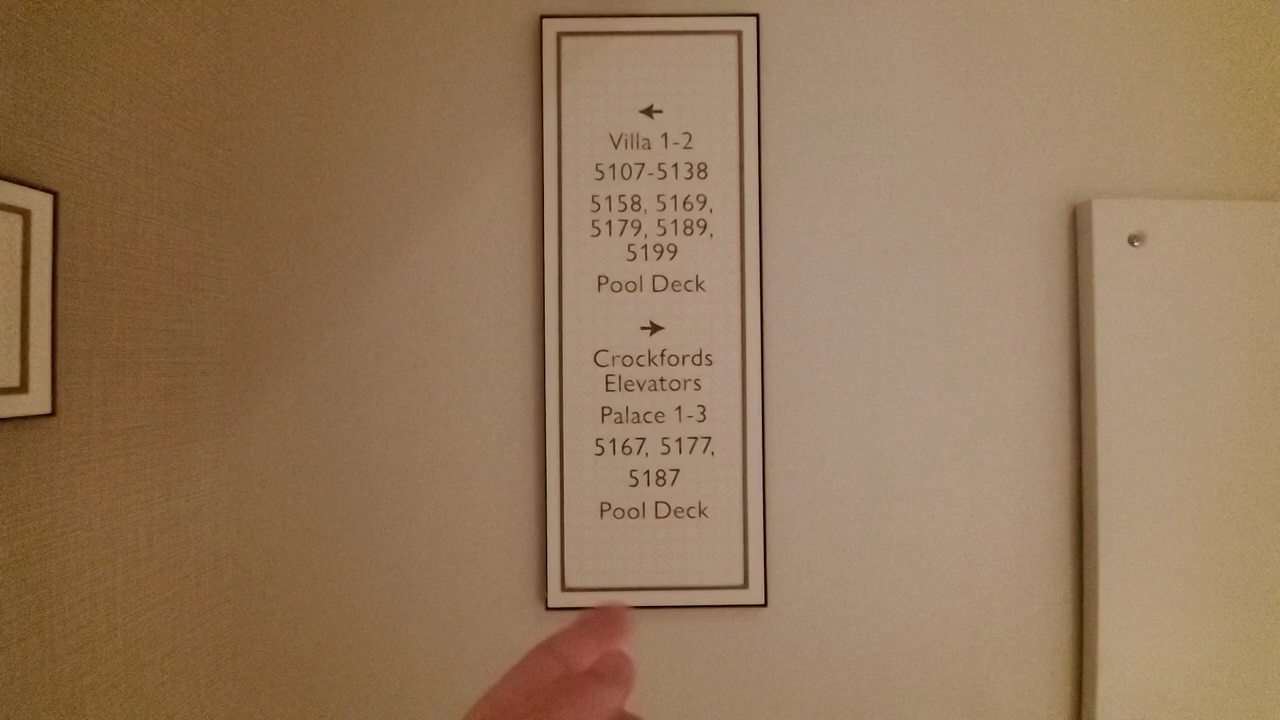 ←
Villa 1-2
5107-5138
5158, 5169,
5179, 5189,
5199
Pool Deck
→
Crockfords
Elevators
Palace 1-3
5167, 5177,
5187
Pool Deck